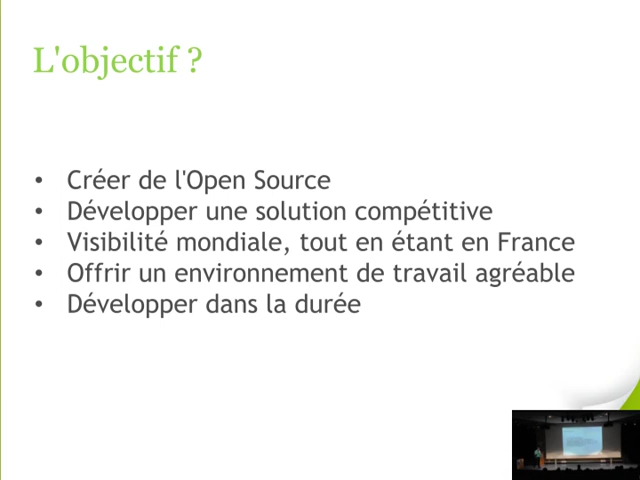 L'objectif ?
• Créer de l'Open Source
• Développer une solution compétitive
• Visibilité mondiale, tout en étant en France
• Offrir un environnement de travail agréable
• Développer dans la durée